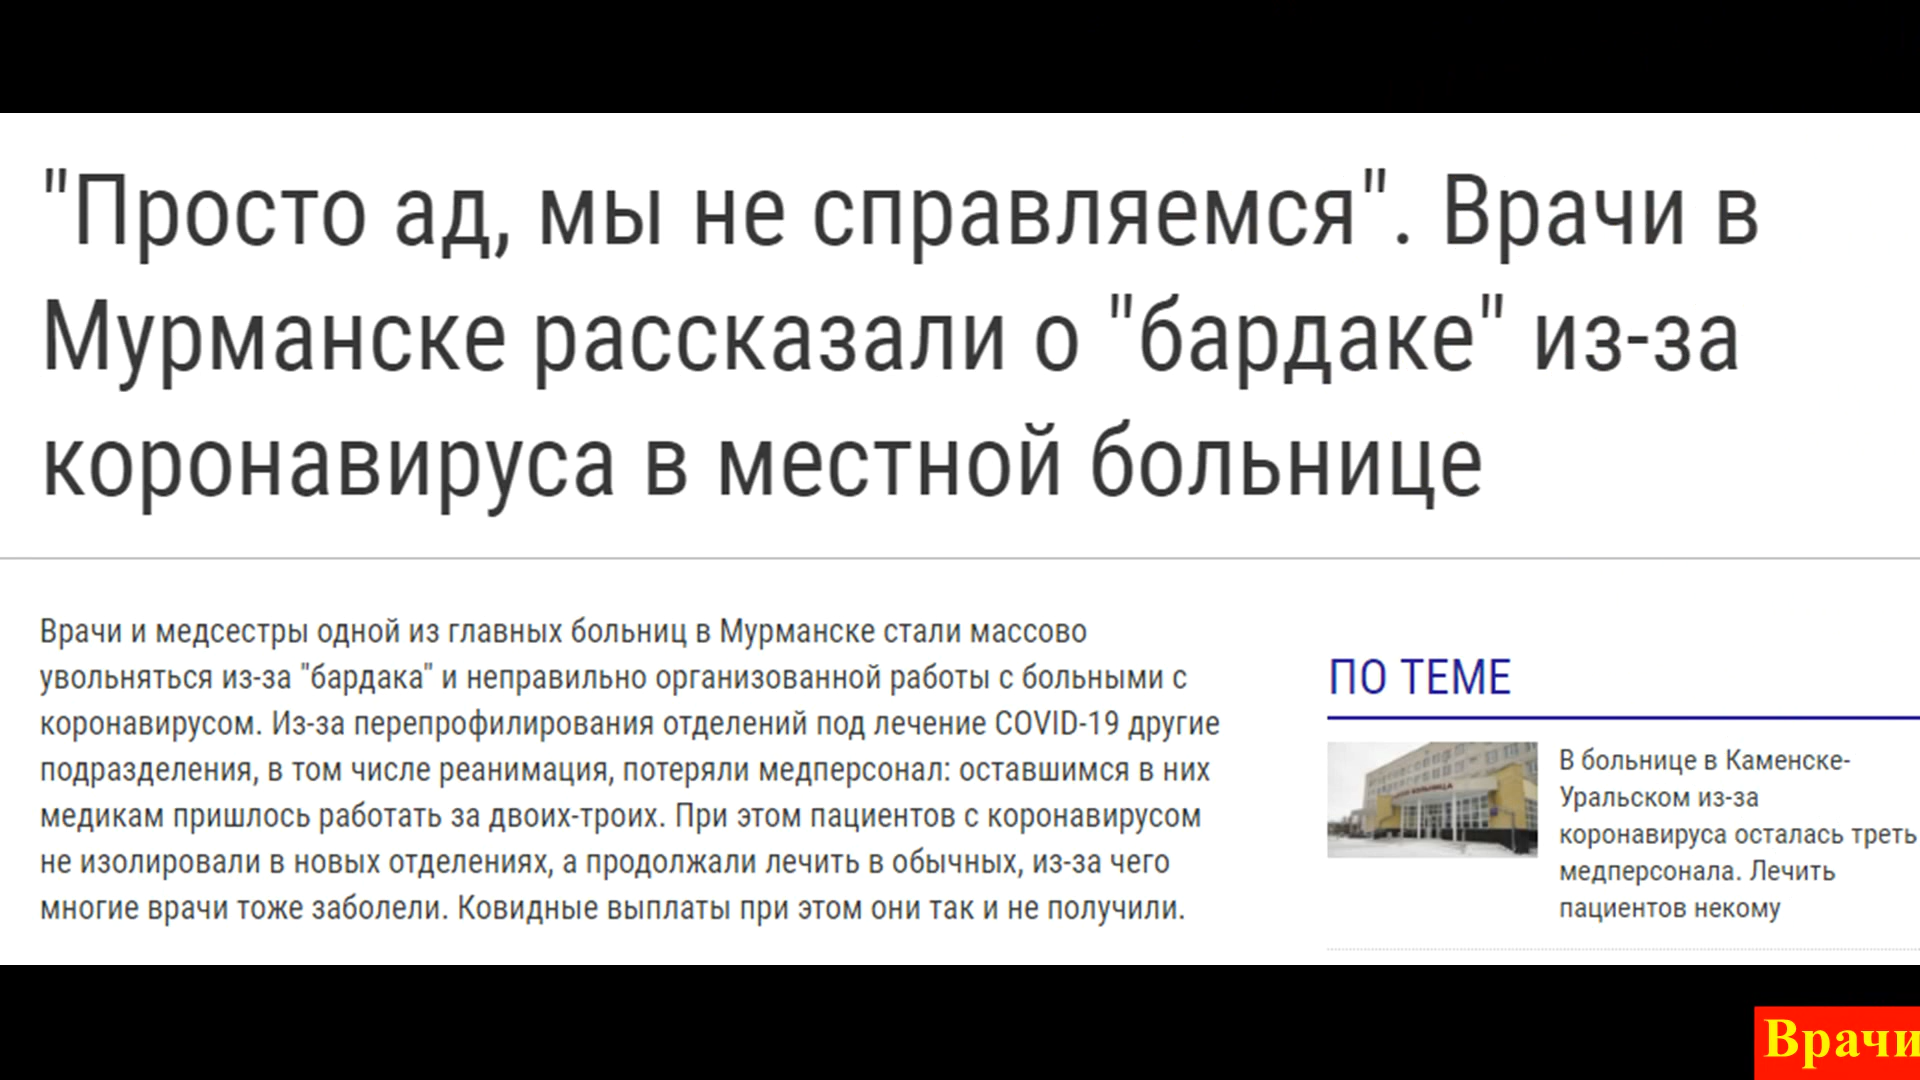 "Просто ад, мы не справляемся". Врачи в
Мурманске рассказали о "бардаке" из-за
коронавируса в местной больнице
Врачи и медсестры одной из главных больниц в Мурманске стали массово
увольняться из-за "бардака" и неправильно организованной работы с больными с
коронавирусом. Из-за перепрофилирования отделений под лечение COVID-19 другие
подразделения, в том числе реанимация, потеряли медперсонал: оставшимся в них
медикам пришлось работать за двоих-троих. При этом пациентов с коронавирусом
не изолировали в новых отделениях, а продолжали лечить в обычных, из-за чего
многие врачи тоже заболели. Ковидные выплаты при этом они так и не получили.
ПО ТЕМЕ
В больнице в Каменске-
Уральском из-за
коронавируса осталась треть
медперсонала. Лечить
пациентов некому
Врачи